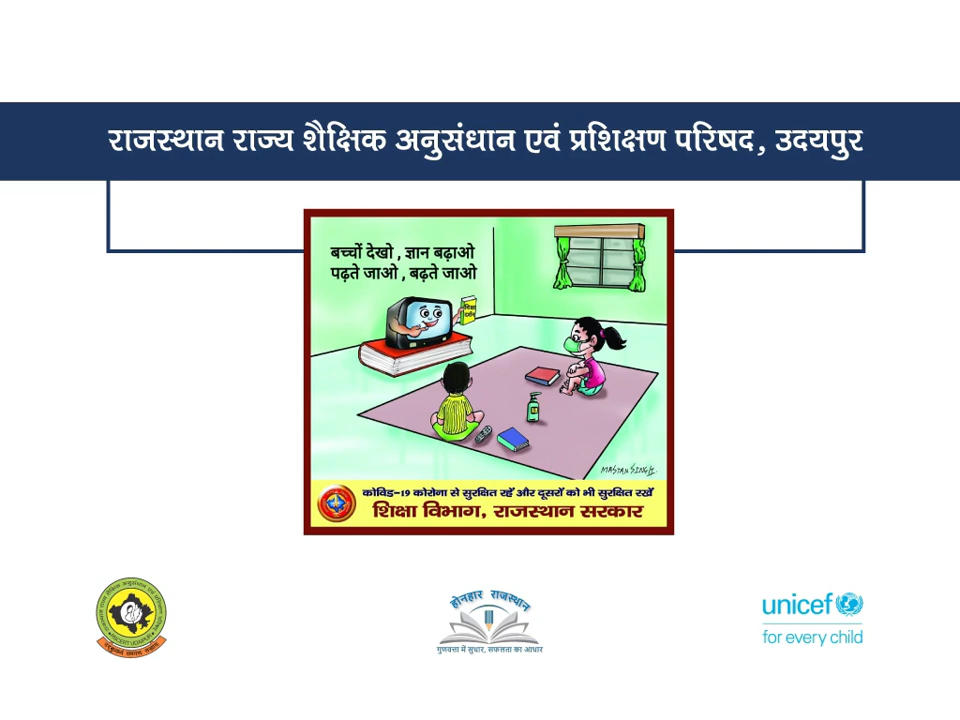 राजस्थान राज्य शैक्षिक अनुसंधान एवं प्रशिक्षण परिषद, उदयपुर
बच्चों देखो, ज्ञान बढ़ाओ
पढ़ते जाओ, बढ़ते जाओ
शिक्षा
दर्शन
MASTAN SINGH
कोविड-19 कोरोना से सुरक्षित रहें और दूसरों को भी सुरक्षित रखें
शिक्षा विभाग, राजस्थान सरकार
होनहार राजस्थान
गुणवत्ता में सुधार, सफलता का आधार
unicef
for every child